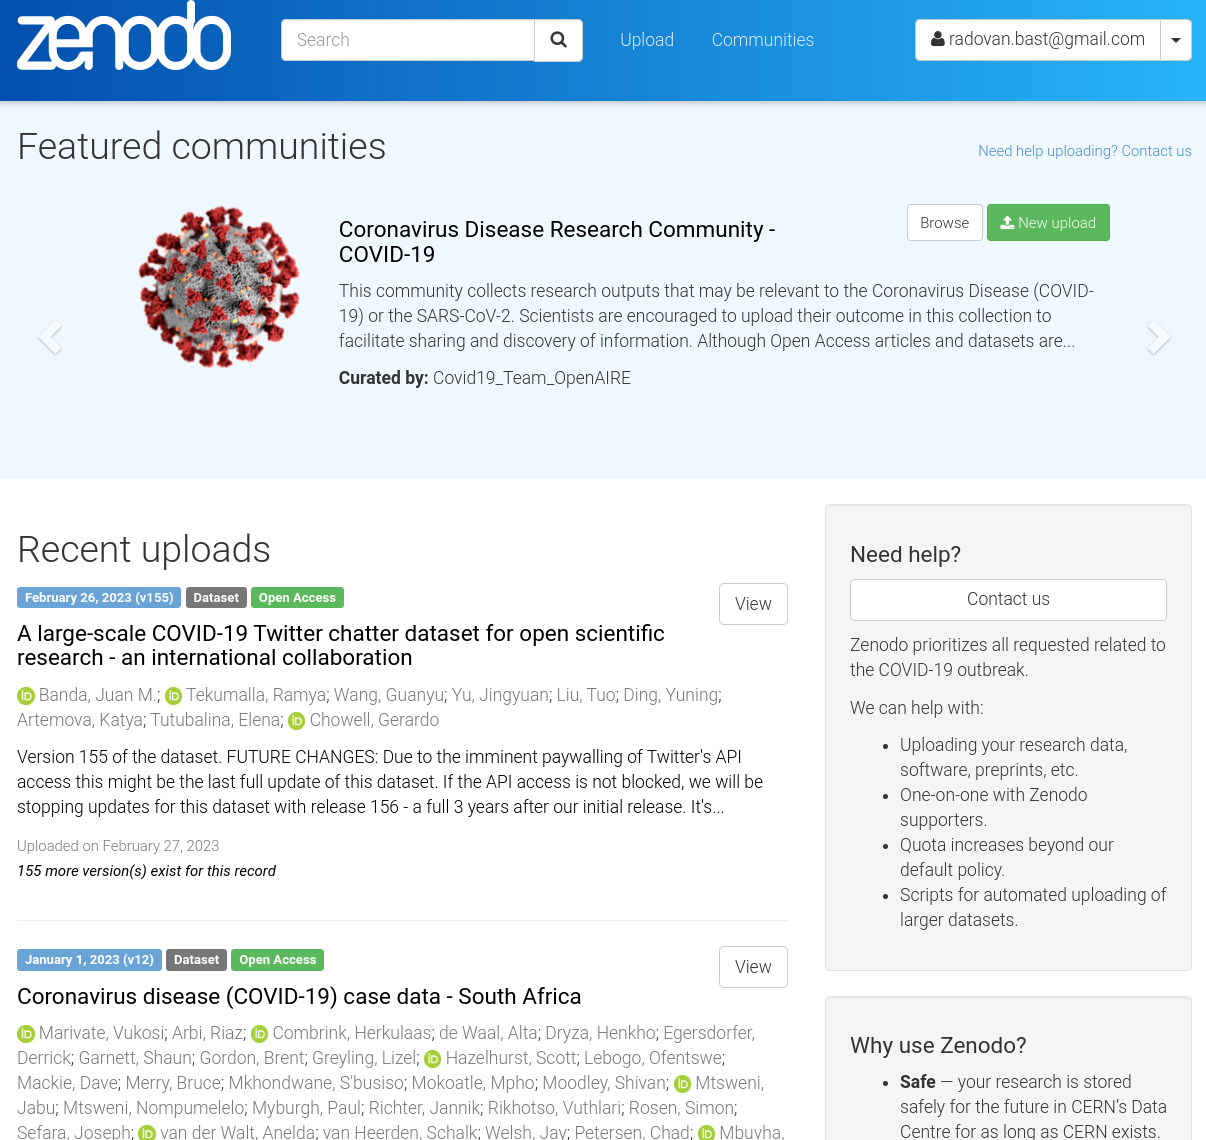 zenodo
Search
Upload
Communities
radovan.bast@gmail.com
Featured communities
Need help uploading? Contact us
Coronavirus Disease Research Community -
COVID-19
Browse
New upload
This community collects research outputs that may be relevant to the Coronavirus Disease (COVID-
19) or the SARS-CoV-2. Scientists are encouraged to upload their outcome in this collection to
facilitate sharing and discovery of information. Although Open Access articles and datasets are...
Curated by: Covid19_Team_OpenAIRE
Recent uploads
February 26, 2023 (v155) Dataset Open Access
View
A large-scale COVID-19 Twitter chatter dataset for open scientific
research - an international collaboration
iD Banda, Juan M.; iD Tekumalla, Ramya; Wang, Guanyu; Yu, Jingyuan; Liu, Tuo; Ding, Yuning;
Artemova, Katya; Tutubalina, Elena; iD Chowell, Gerardo
Version 155 of the dataset. FUTURE CHANGES: Due to the imminent paywalling of Twitter's API
access this might be the last full update of this dataset. If the API access is not blocked, we will be
stopping updates for this dataset with release 156 - a full 3 years after our initial release. It's...
Uploaded on February 27, 2023
155 more version(s) exist for this record
January 1, 2023 (v12) Dataset Open Access
View
Coronavirus disease (COVID-19) case data - South Africa
iD Marivate, Vukosi; Arbi, Riaz; iD Combrink, Herkulaas; de Waal, Alta; Dryza, Henkho; Egersdorfer,
Derrick; Garnett, Shaun; Gordon, Brent; Greyling, Lizel; iD Hazelhurst, Scott; Lebogo, Ofentswe;
Mackie, Dave; Merry, Bruce; Mkhondwane, S'busiso; Mokoatle, Mpho; Moodley, Shivan; iD Mtsweni,
Jabu; Mtsweni, Nompumelelo; Myburgh, Paul; Richter, Jannik; Rikhotso, Vuthlari; Rosen, Simon;
Sefara, Joseph; iD van der Walt, Anelda; van Heerden, Schalk; Welsh, Jay; Petersen, Chad; iD Mbuvha,
Need help?
Contact us
Zenodo prioritizes all requested related to
the COVID-19 outbreak.
We can help with:
• Uploading your research data,
software, preprints, etc.
• One-on-one with Zenodo
supporters.
• Quota increases beyond our
default policy.
• Scripts for automated uploading of
larger datasets.
Why use Zenodo?
• Safe — your research is stored
safely for the future in CERN's Data
Centre for as long as CERN exists.